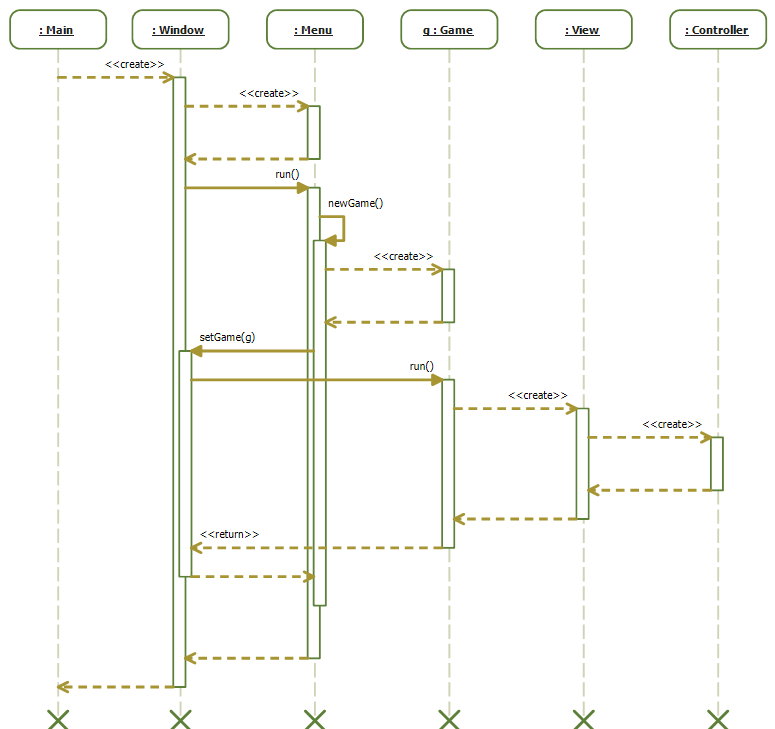 : Main
: Window
: Menu
g : Game
: View
: Controller
<<create>>
<<create>>
run()
newGame()
<<create>>
setGame(g)
run()
<<create>>
<<create>>
<<return>>